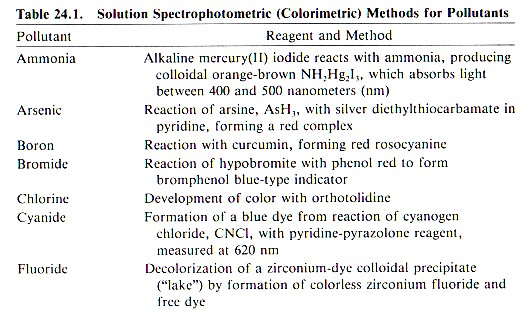 Table 24.1. Solution Spectrophotometric (Colorimetric) Methods for Pollutants
Pollutant Reagent and Method
Ammonia Alkaline mercury(II) iodide reacts with ammonia, producing
colloidal orange-brown NH₂Hg₂I₃, which absorbs light
between 400 and 500 nanometers (nm)
Arsenic Reaction of arsine, AsH₃, with silver diethylthiocarbamate in
pyridine, forming a red complex
Boron Reaction with curcumin, forming red rosocyanine
Bromide Reaction of hypobromite with phenol red to form
bromphenol blue-type indicator
Chlorine Development of color with orthotolidine
Cyanide Formation of a blue dye from reaction of cyanogen
chloride, CNCl, with pyridine-pyrazolone reagent,
measured at 620 nm
Fluoride Decolorization of a zirconium-dye colloidal precipitate
("lake") by formation of colorless zirconium fluoride and
free dye